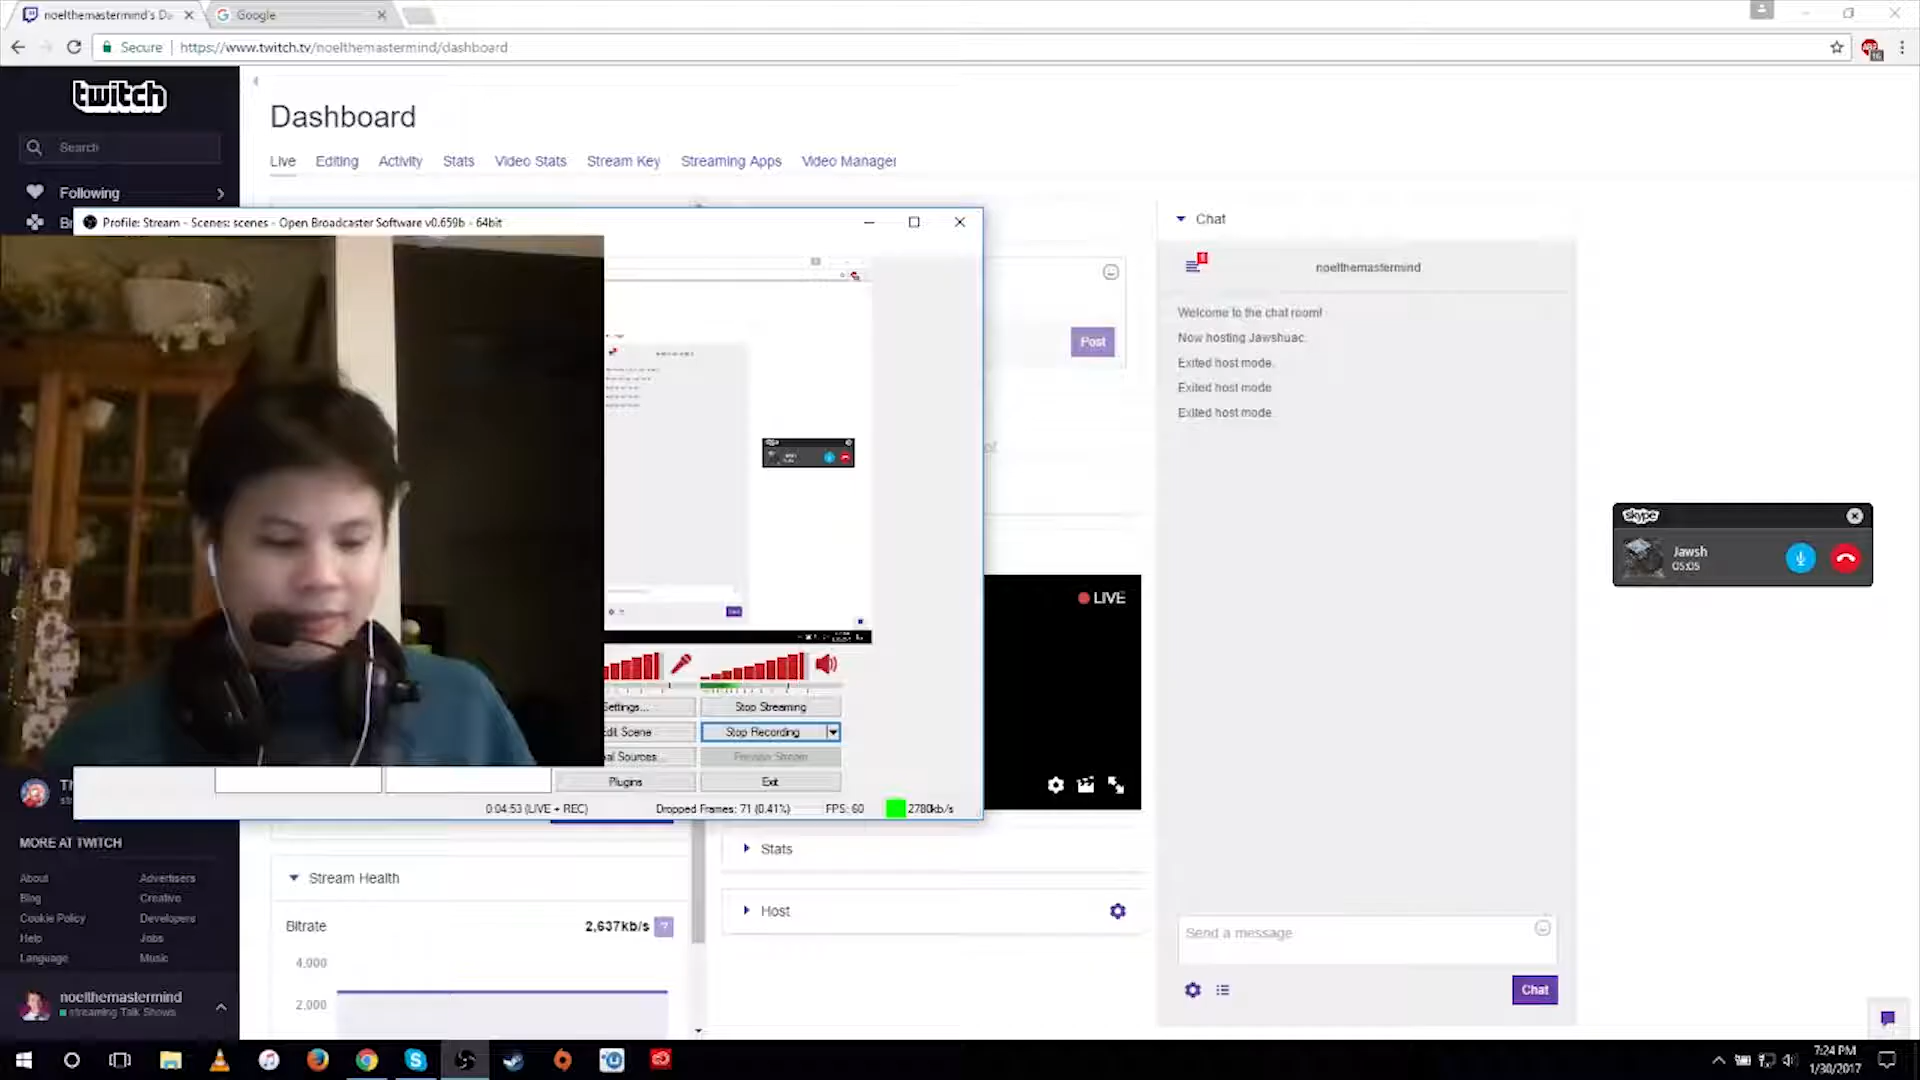 noelthemastermind's Da
Google
Secure
https://www.twitch.tv/noelthemastermind/dashboard
twitch
Search
Following
Dashboard
Live
Editing
Activity
Stats
Video Stats
Stream Key
Streaming Apps
Video Manager
Profile: Stream - Scenes: scenes - Open Broadcaster Software v0.659b - 64bit
Post
Chat
noelthemastermind
Welcome to the chat room!
Now hosting Jawshuac.
Exited host mode.
Exited host mode
Exited host mode.
skype
Jawsh
05:05
LIVE
Settings...
Stop Streaming
Edit Scene
Stop Recording
Sources
Preview Stream
Plugins
Exit
0:04:53 (LIVE + REC)
Dropped Frames: 71 (0.41%)
FPS: 60
2780kb/s
Stats
Host
Stream Health
Bitrate
2,637kb/s
?
4,000
2,000
MORE AT TWITCH
About
Advertisers
Blog
Creative
Cookie Policy
Developers
Help
Jobs
Language
Music
noelthemastermind
streaming Talk Shows
Send a message
Chat
7:24 PM
1/30/2017